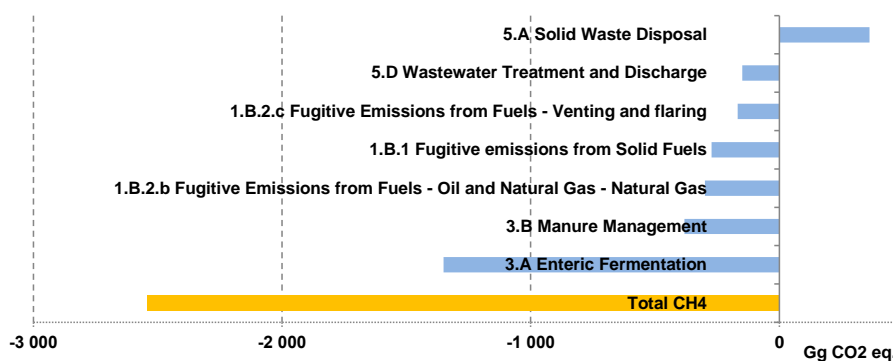 5.A Solid Waste Disposal
5.D Wastewater Treatment and Discharge
1.B.2.c Fugitive Emissions from Fuels - Venting and flaring
1.B.1 Fugitive emissions from Solid Fuels
1.B.2.b Fugitive Emissions from Fuels - Oil and Natural Gas - Natural Gas
3.B Manure Management
3.A Enteric Fermentation
Total CH4
-3 000 -2 000 -1 000 0
Gg CO2 eq